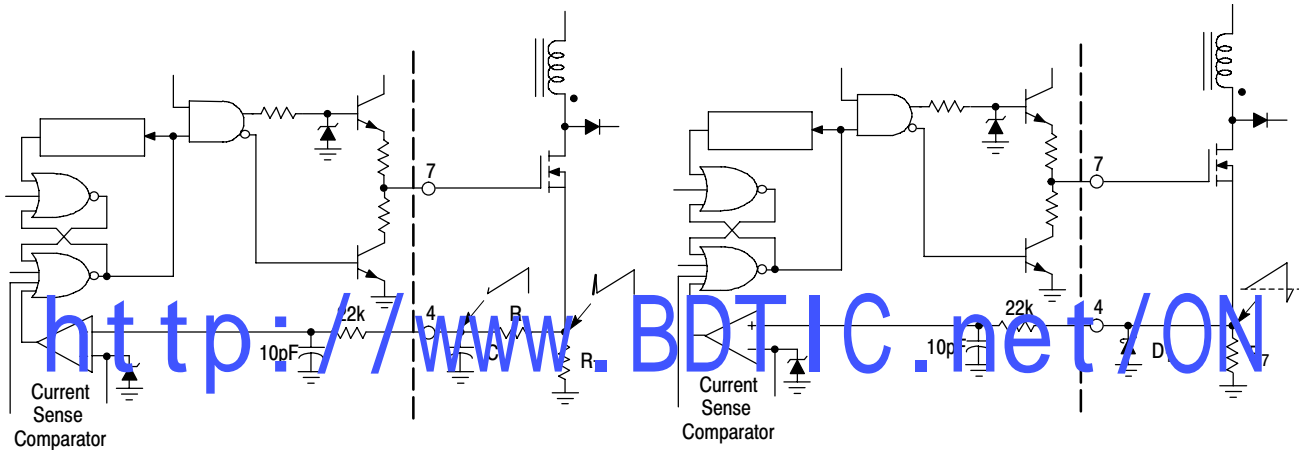 7
7
4
R
22k
10pF
C
R
Current
Sense
Comparator
22k
4
10pF
D
7
Current
Sense
Comparator
http://www.BDTIC.net/ON